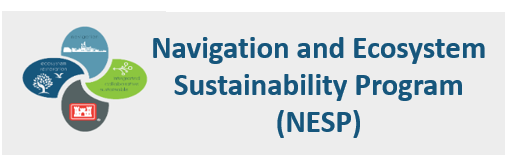 Navigation and Ecosystem
Sustainability Program
(NESP)